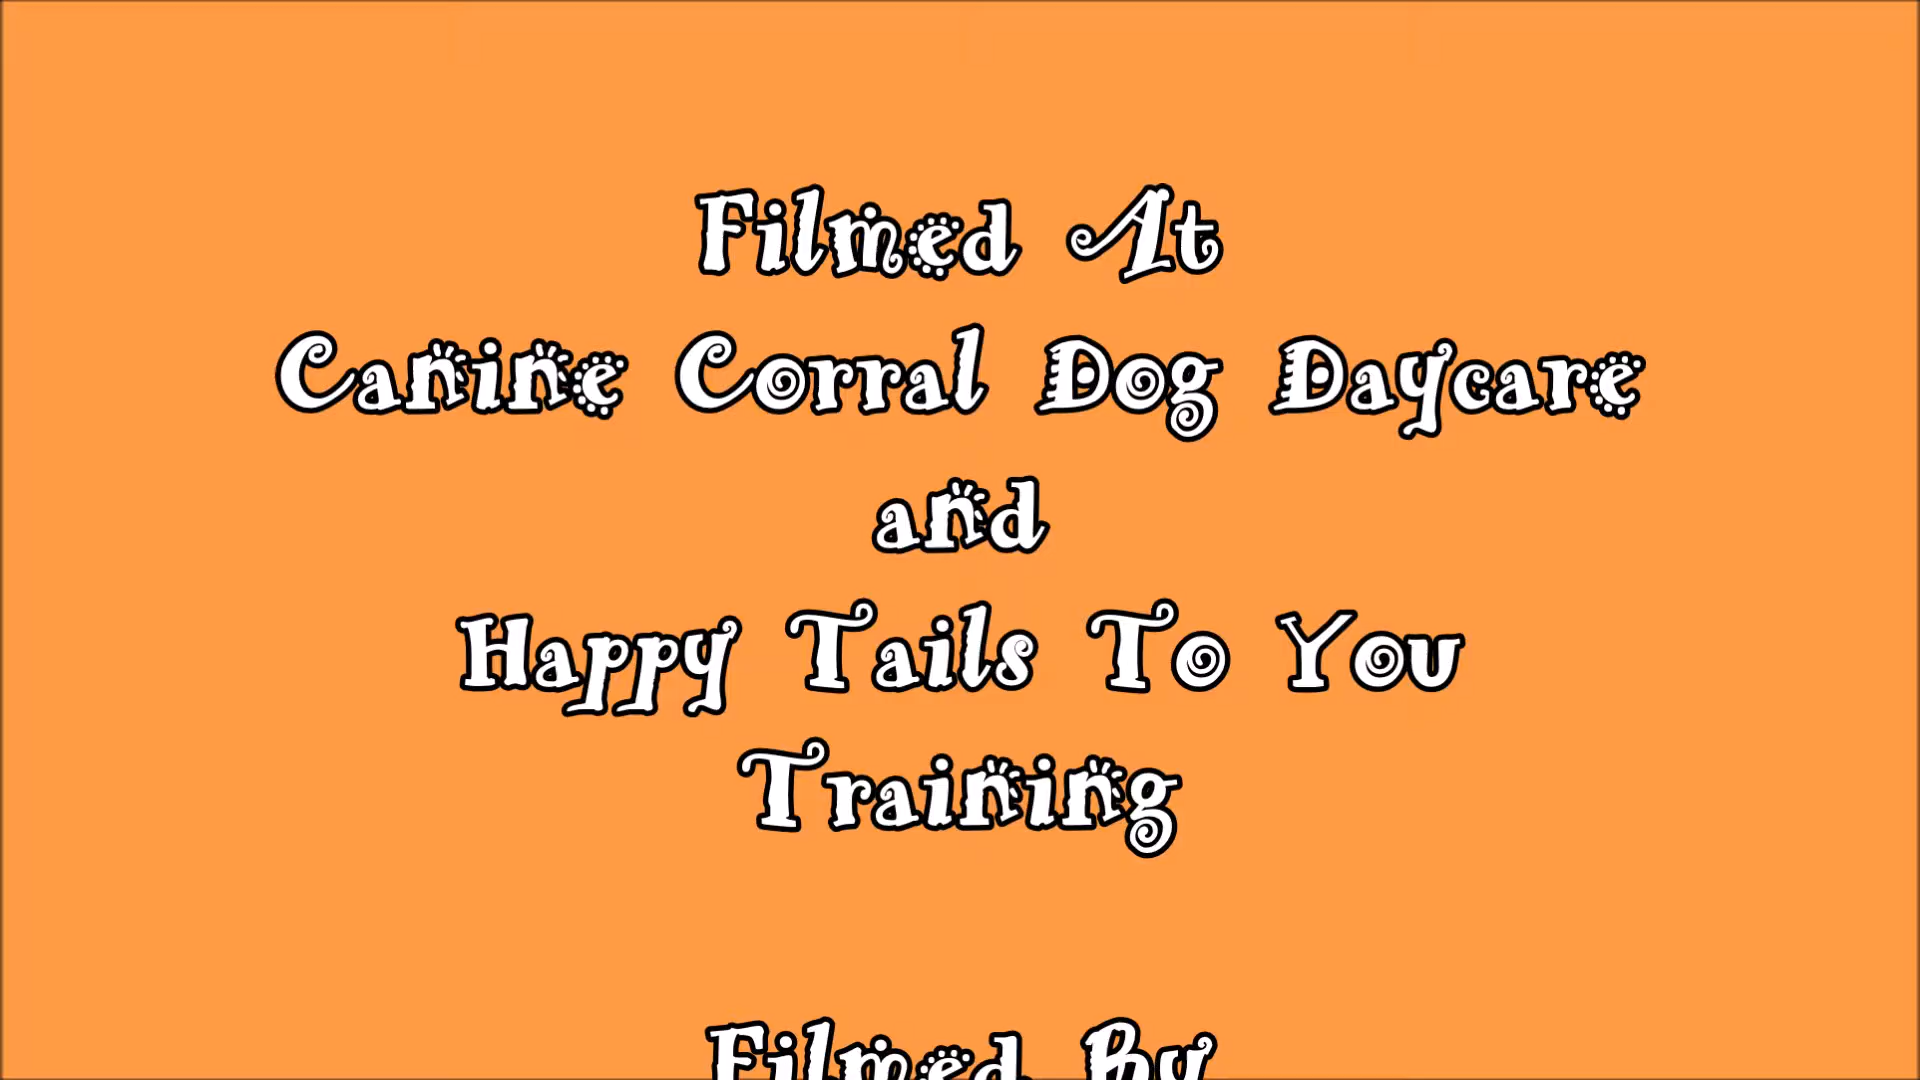 Filmed At
Canine Corral Dog Daycare
and
Happy Tails To You
Training
Filmed By